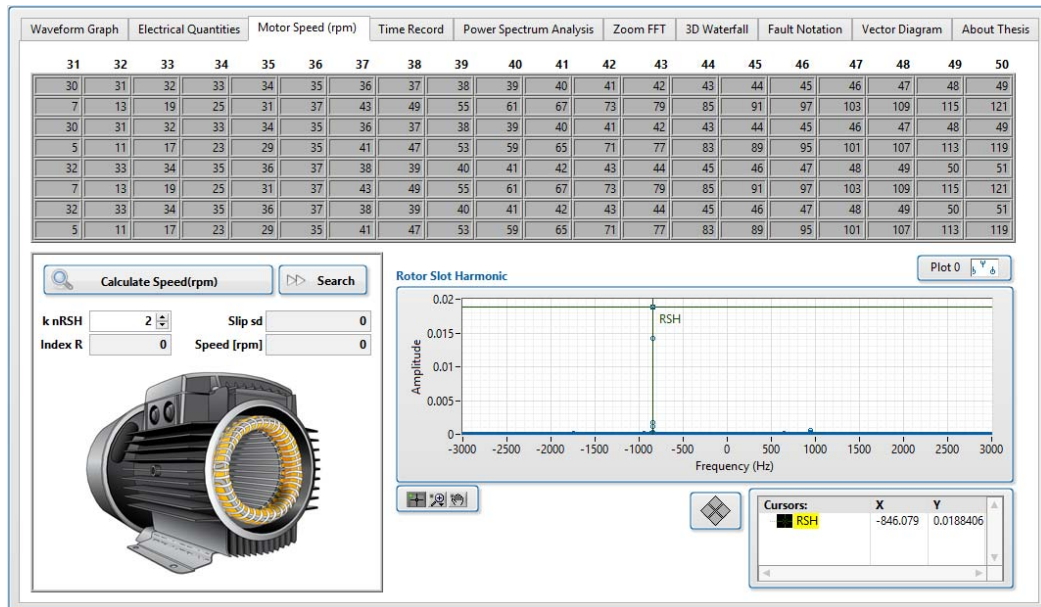 Waveform Graph Electrical Quantities Motor Speed (rpm) Time Record Power Spectrum Analysis Zoom FFT 3D Waterfall Fault Notation Vector Diagram About Thesis
31 32 33 34 35 36 37 38 39 40 41 42 43 44 45 46 47 48 49 50
30 31 32 33 34 35 36 37 38 39 40 41 42 43 44 45 46 47 48 49
7 13 19 25 31 37 43 49 55 61 67 73 79 85 91 97 103 109 115 121
30 31 32 33 34 35 36 37 38 39 40 41 42 43 44 45 46 47 48 49
5 11 17 23 29 35 41 47 53 59 65 71 77 83 89 95 101 107 113 119
32 33 34 35 36 37 38 39 40 41 42 43 44 45 46 47 48 49 50 51
7 13 19 25 31 37 43 49 55 61 67 73 79 85 91 97 103 109 115 121
32 33 34 35 36 37 38 39 40 41 42 43 44 45 46 47 48 49 50 51
5 11 17 23 29 35 41 47 53 59 65 71 77 83 89 95 101 107 113 119
Calculate Speed(rpm) Search
k nRSH 2 Slip sd 0
Index R 0 Speed [rpm] 0
Rotor Slot Harmonic
Plot 0
0.02
0.015
0.01
0.005
0
Amplitude
RSH
-3000 -2500 -2000 -1500 -1000 -500 0 500 1000 1500 2000 2500 3000
Frequency (Hz)
Cursors: X Y
RSH -846.079 0.0188406